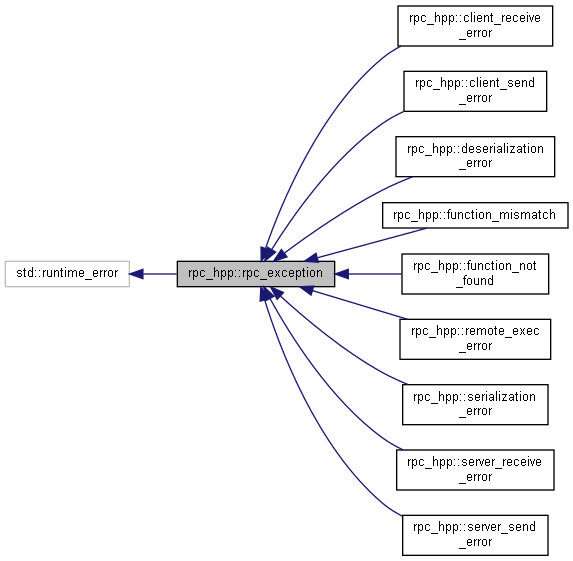 rpc_hpp::client_receive
_error
rpc_hpp::client_send
_error
rpc_hpp::deserialization
_error
rpc_hpp::function_mismatch
std::runtime_error
rpc_hpp::rpc_exception
rpc_hpp::function_not
_found
rpc_hpp::remote_exec
_error
rpc_hpp::serialization
_error
rpc_hpp::server_receive
_error
rpc_hpp::server_send
_error